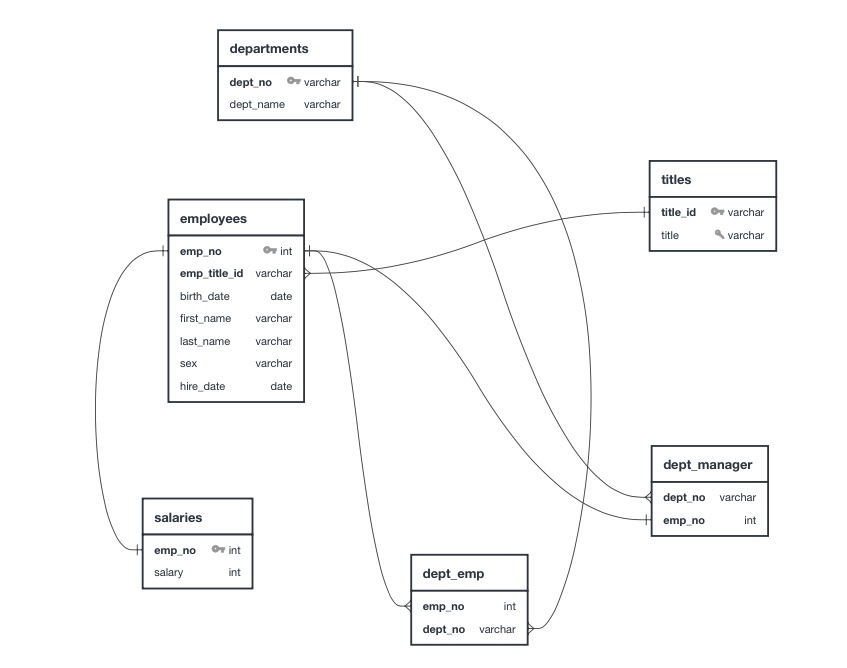 departments
dept_no varchar
dept_name varchar
titles
title_id varchar
title varchar
employees
emp_no int
emp_title_id varchar
birth_date date
first_name varchar
last_name varchar
sex varchar
hire_date date
dept_manager
dept_no varchar
emp_no int
salaries
emp_no int
salary int
dept_emp
emp_no int
dept_no varchar